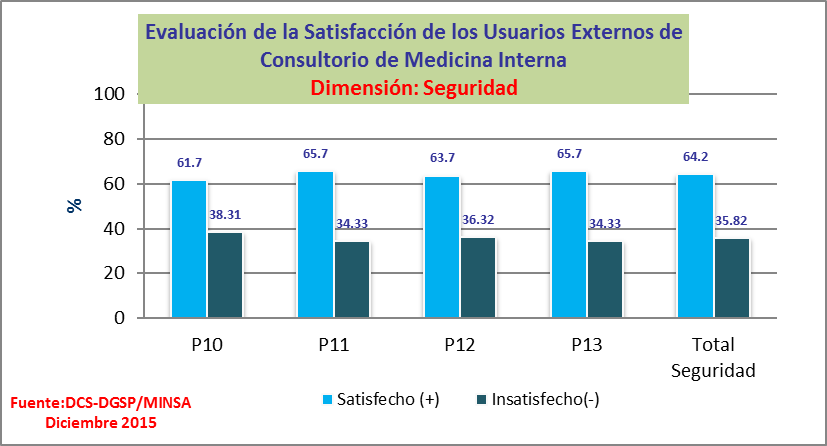 Evaluación de la Satisfacción de los Usuarios Externos de
Consultorio de Medicina Interna
Dimensión: Seguridad
100
80
60
40
20
0
%
61.7
38.31
65.7
34.33
63.7
36.32
65.7
34.33
64.2
35.82
P10
P11
P12
P13
Total
Seguridad
Satisfecho (+)
Insatisfecho(-)
Fuente:DCS-DGSP/MINSA
Diciembre 2015